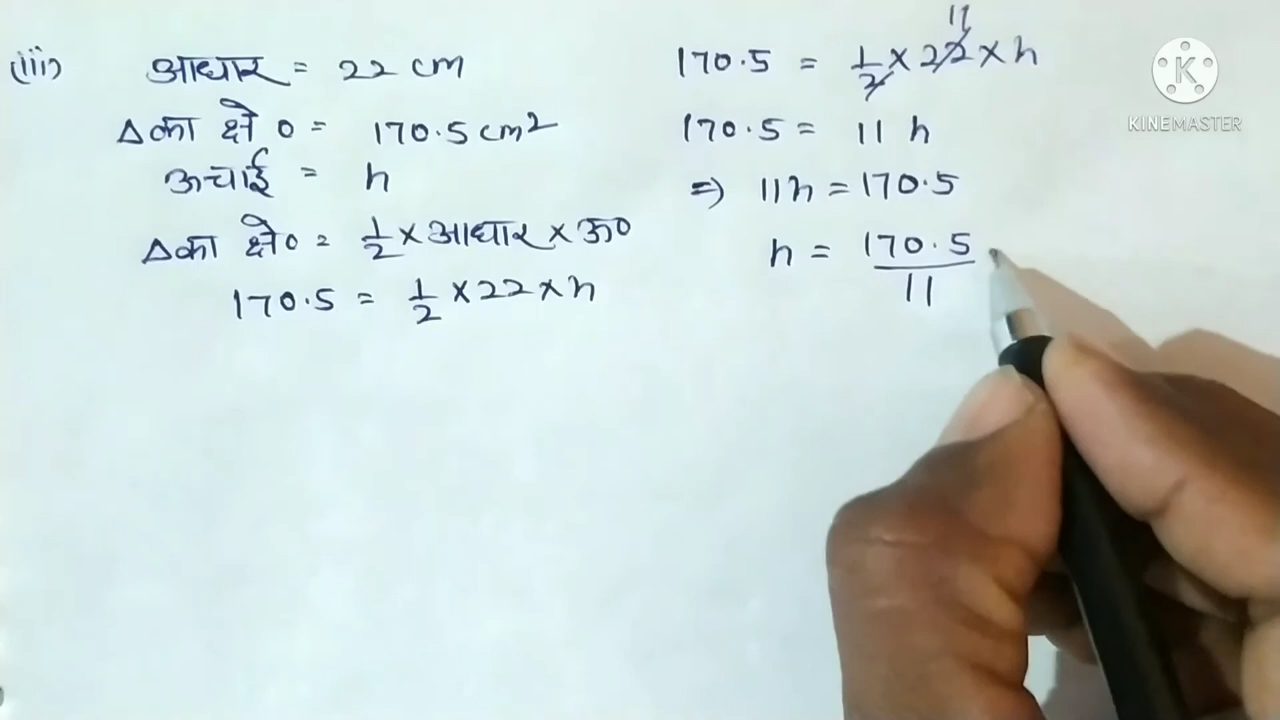 (iii) आधार = 22 cm
△का क्षे० = 170.5 cm²
ऊचाई = h
△का क्षे० = 1/2 × आधार × ऊ०
170.5 = 1/2 × 22 × h
170.5 = 1/2 × 22 × h
11
170.5 = 11 h
=> 11h = 170.5
h = 170.5/11
K
KINEMASTER